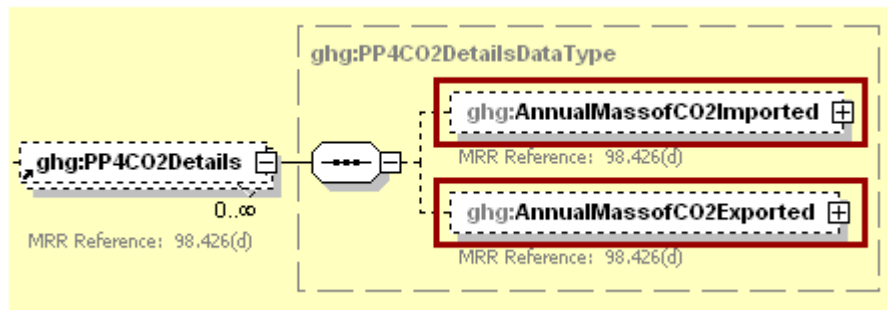 ghg:PP4CO2DetailsDataType
ghg:AnnualMassofCO2Imported
MRR Reference: 98.426(d)
ghg:PP4CO2Details
0..∞
MRR Reference: 98.426(d)
ghg:AnnualMassofCO2Exported
MRR Reference: 98.426(d)